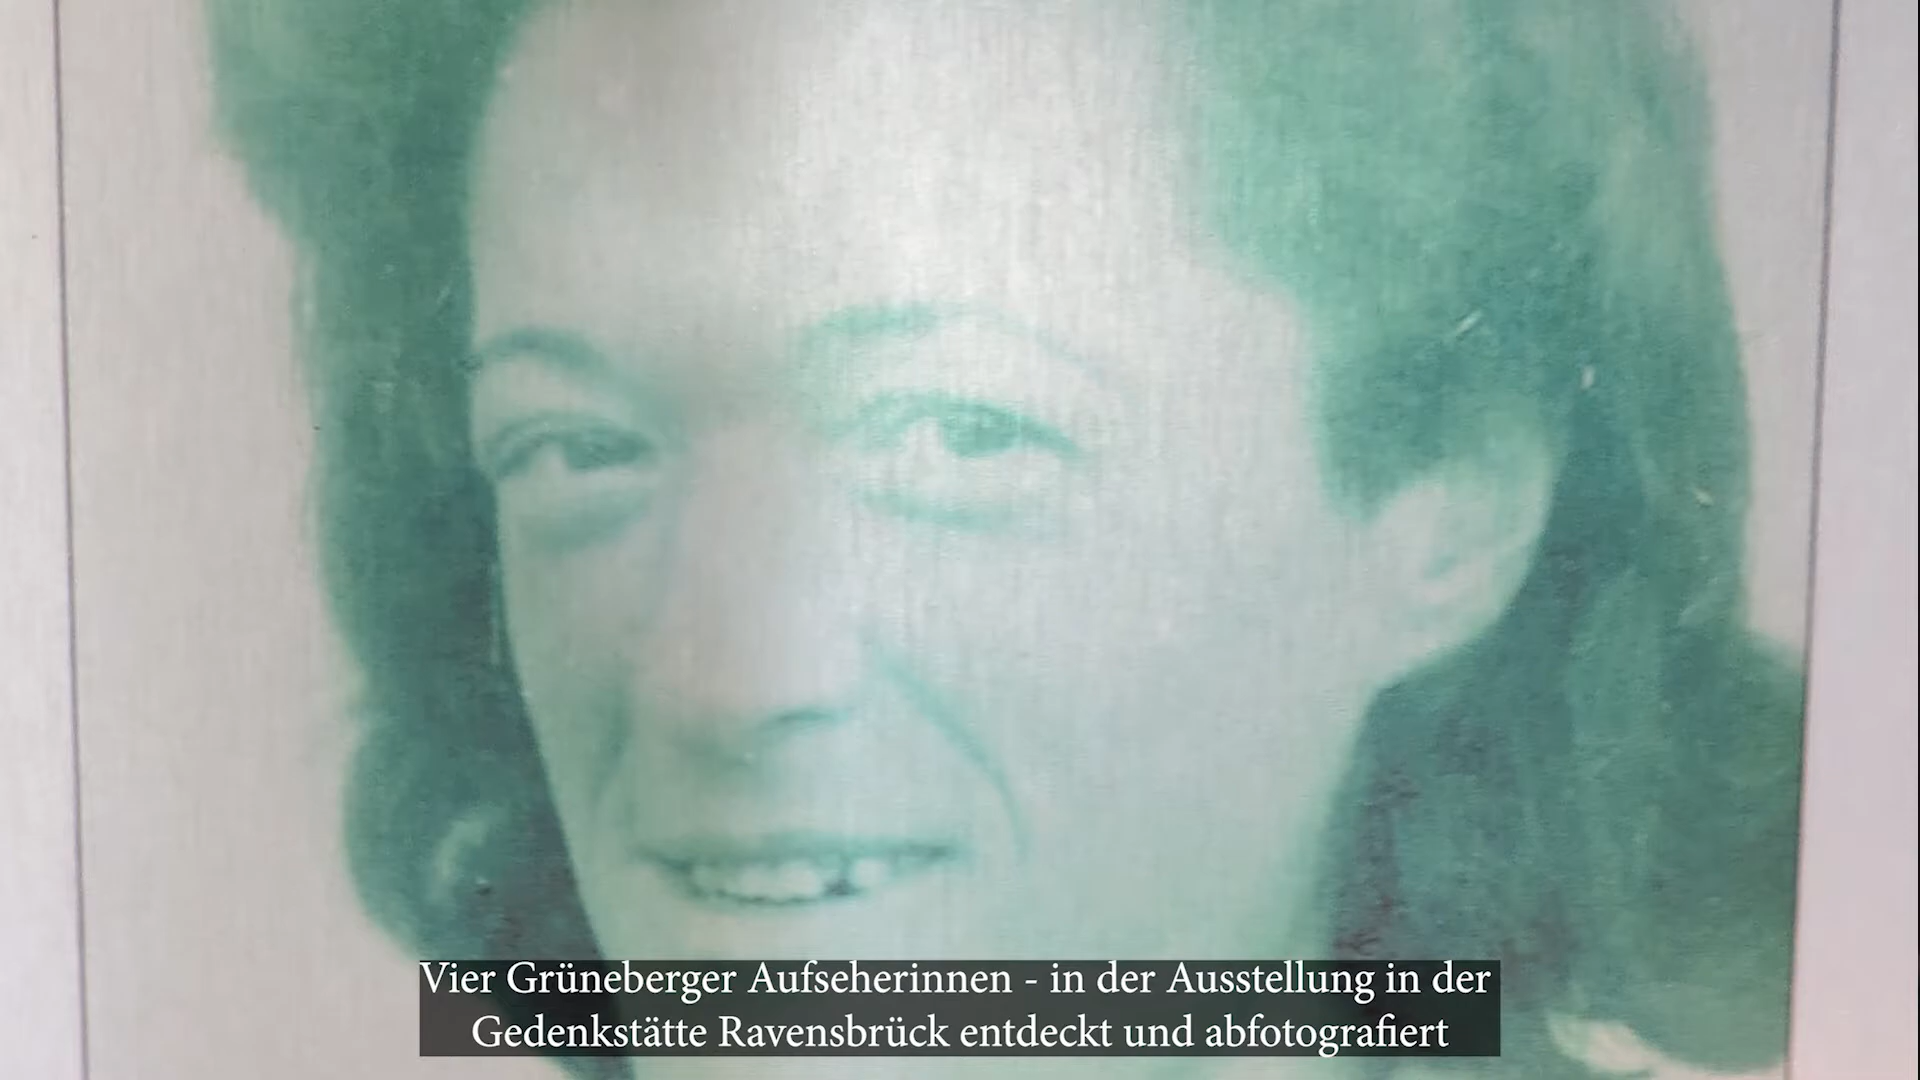 Vier Grüneberger Aufseherinnen - in der Ausstellung in der
Gedenkstätte Ravensbrück entdeckt und abfotografiert